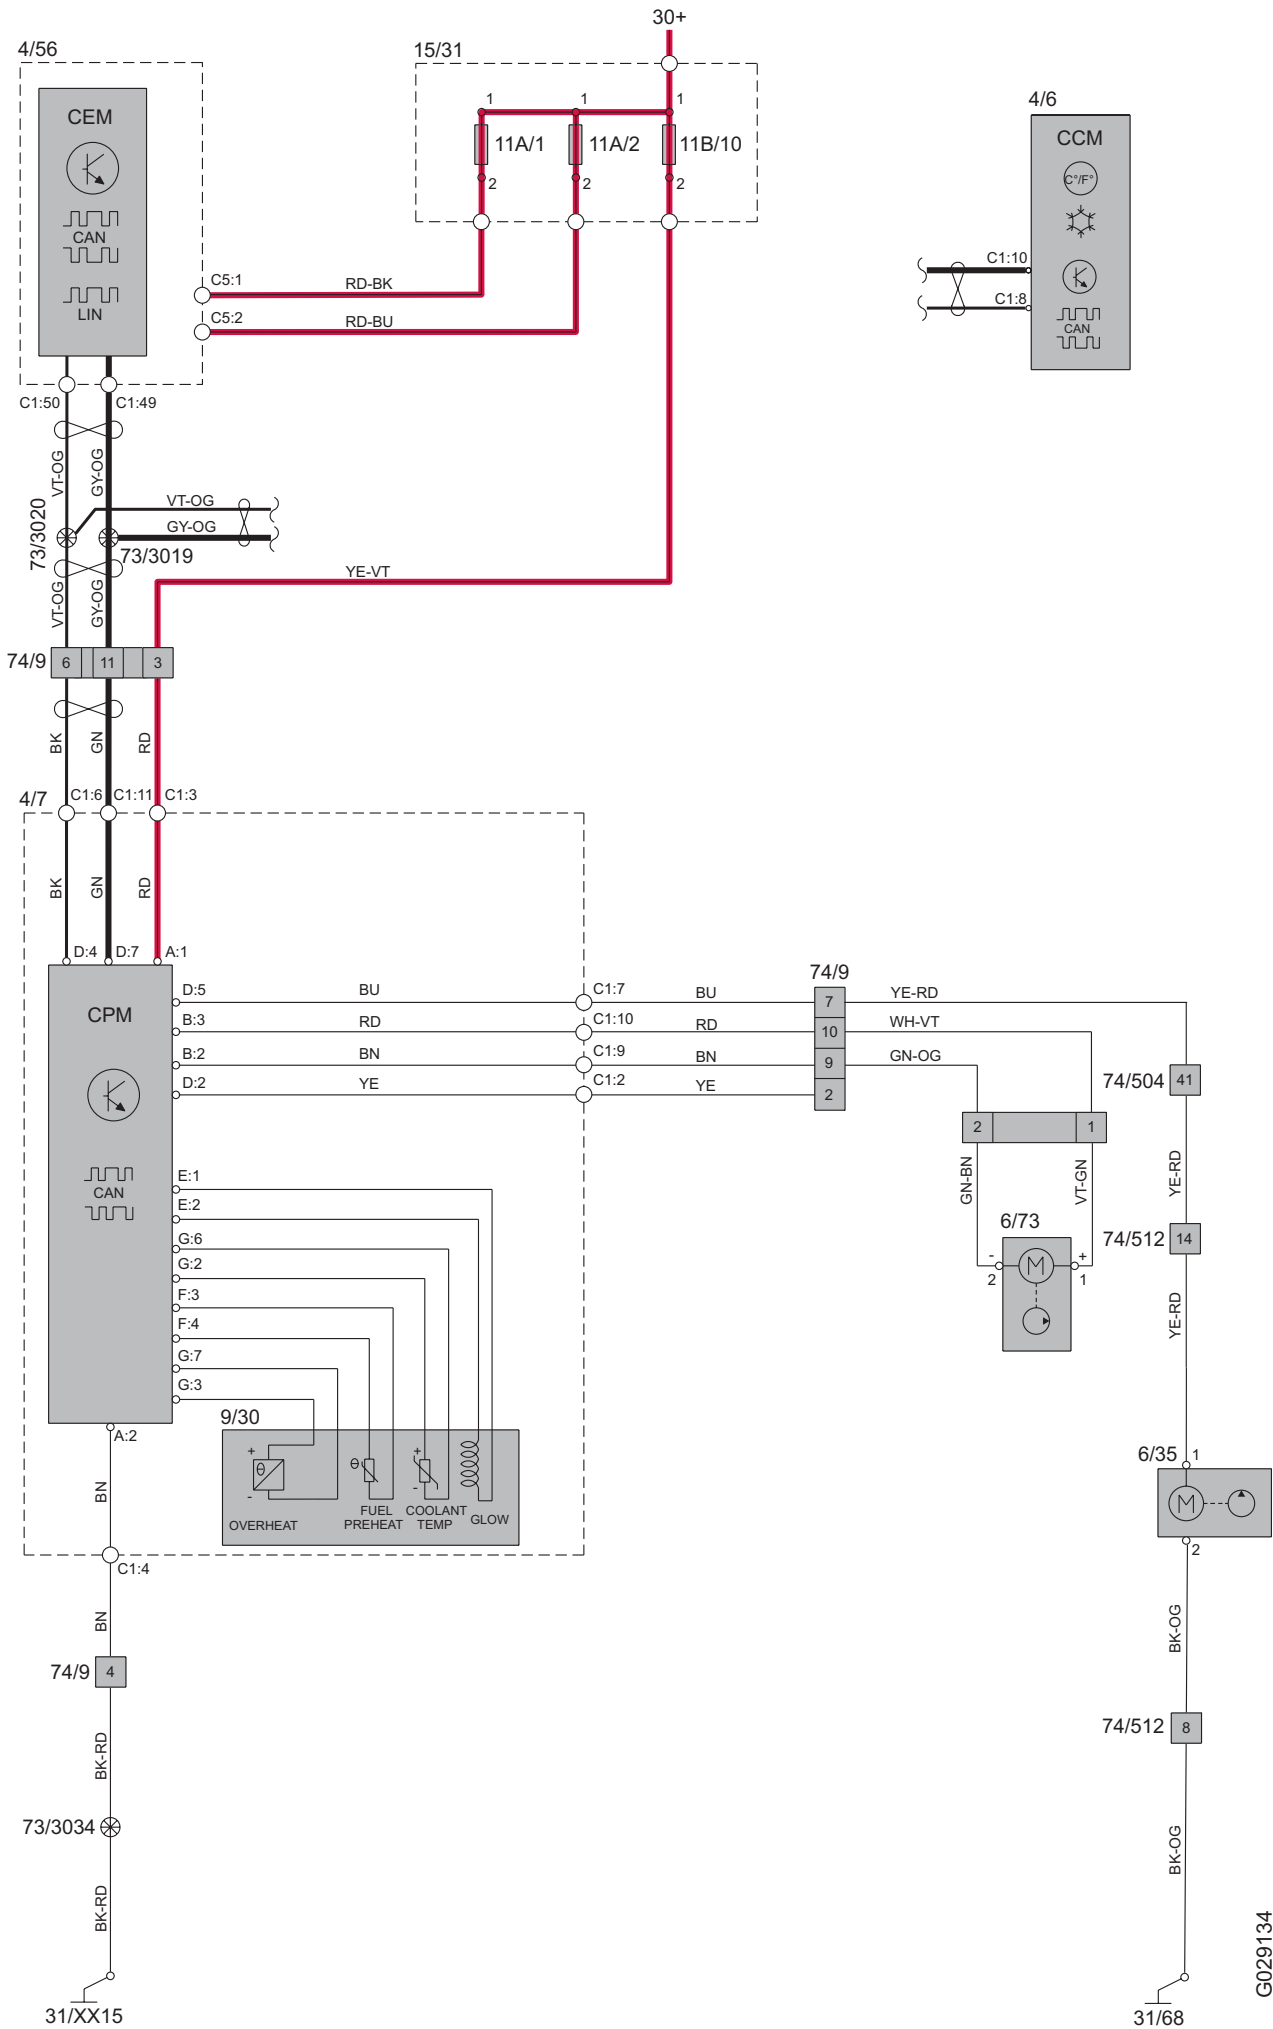 30+
4/56
15/31
4/6
CEM
CAN
LIN
1
1
1
11A/1
11A/2
11B/10
2
2
2
CCM
C°/F°
CAN
C1:10
C1:8
C5:1
RD-BK
C5:2
RD-BU
C1:50
C1:49
VT-OG
GY-OG
VT-OG
GY-OG
73/3020
73/3019
VT-OG
GY-OG
YE-VT
74/9
6
11
3
BK
GN
RD
4/7
C1:6
C1:11
C1:3
BK
GN
RD
D:4
D:7
A:1
CPM
CAN
D:5
BU
C1:7
BU
74/9
7
YE-RD
B:3
RD
C1:10
RD
10
WH-VT
B:2
BN
C1:9
BN
9
GN-OG
D:2
YE
C1:2
YE
2
74/504
41
2
1
GN-BN
VT-GN
YE-RD
6/73
74/512
14
-
+
M
2
1
YE-RD
E:1
E:2
G:6
G:2
F:3
F:4
G:7
G:3
9/30
A:2
+
θ
-
OVERHEAT
θ
FUEL
PREHEAT
+
-
COOLANT
TEMP
GLOW
6/35
1
M
2
BN
C1:4
BN
74/9
4
BK-OG
74/512
8
BK-RD
73/3034
BK-RD
BK-OG
31/XX15
31/68
G029134